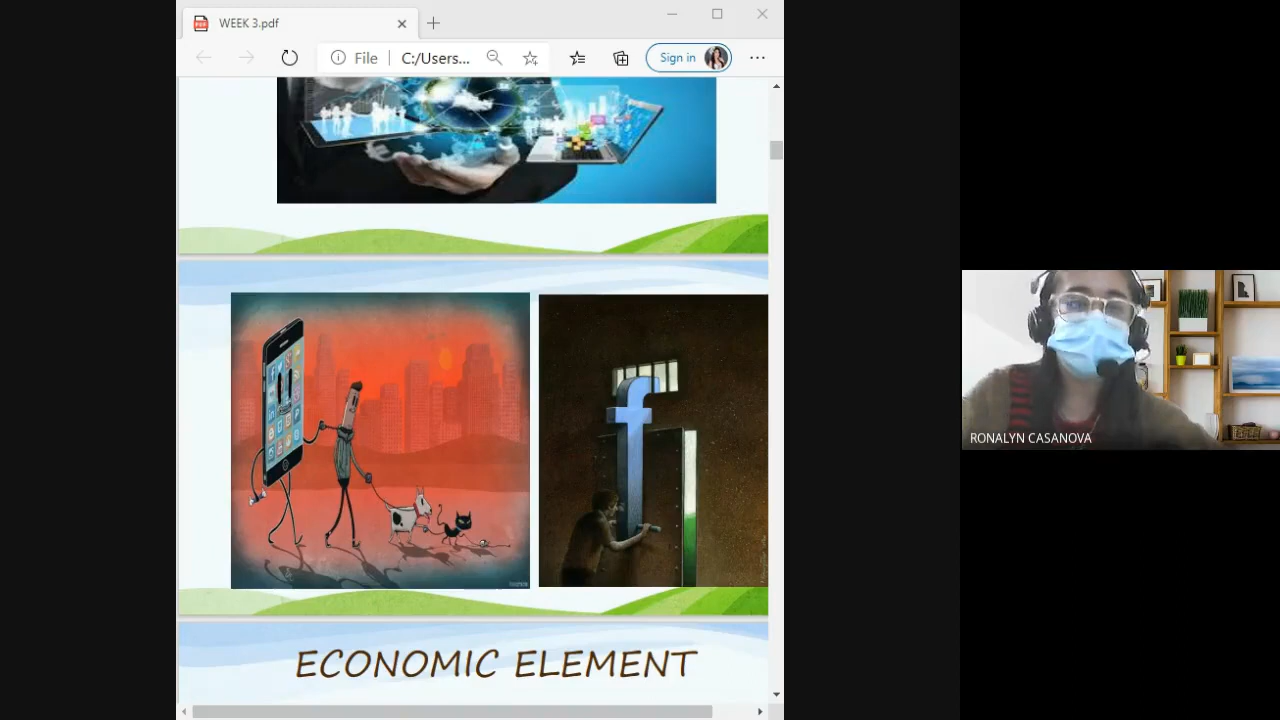 WEEK 3.pdf
File
C:/Users...
Sign in
f
ECONOMIC ELEMENT
RONALYN CASANOVA